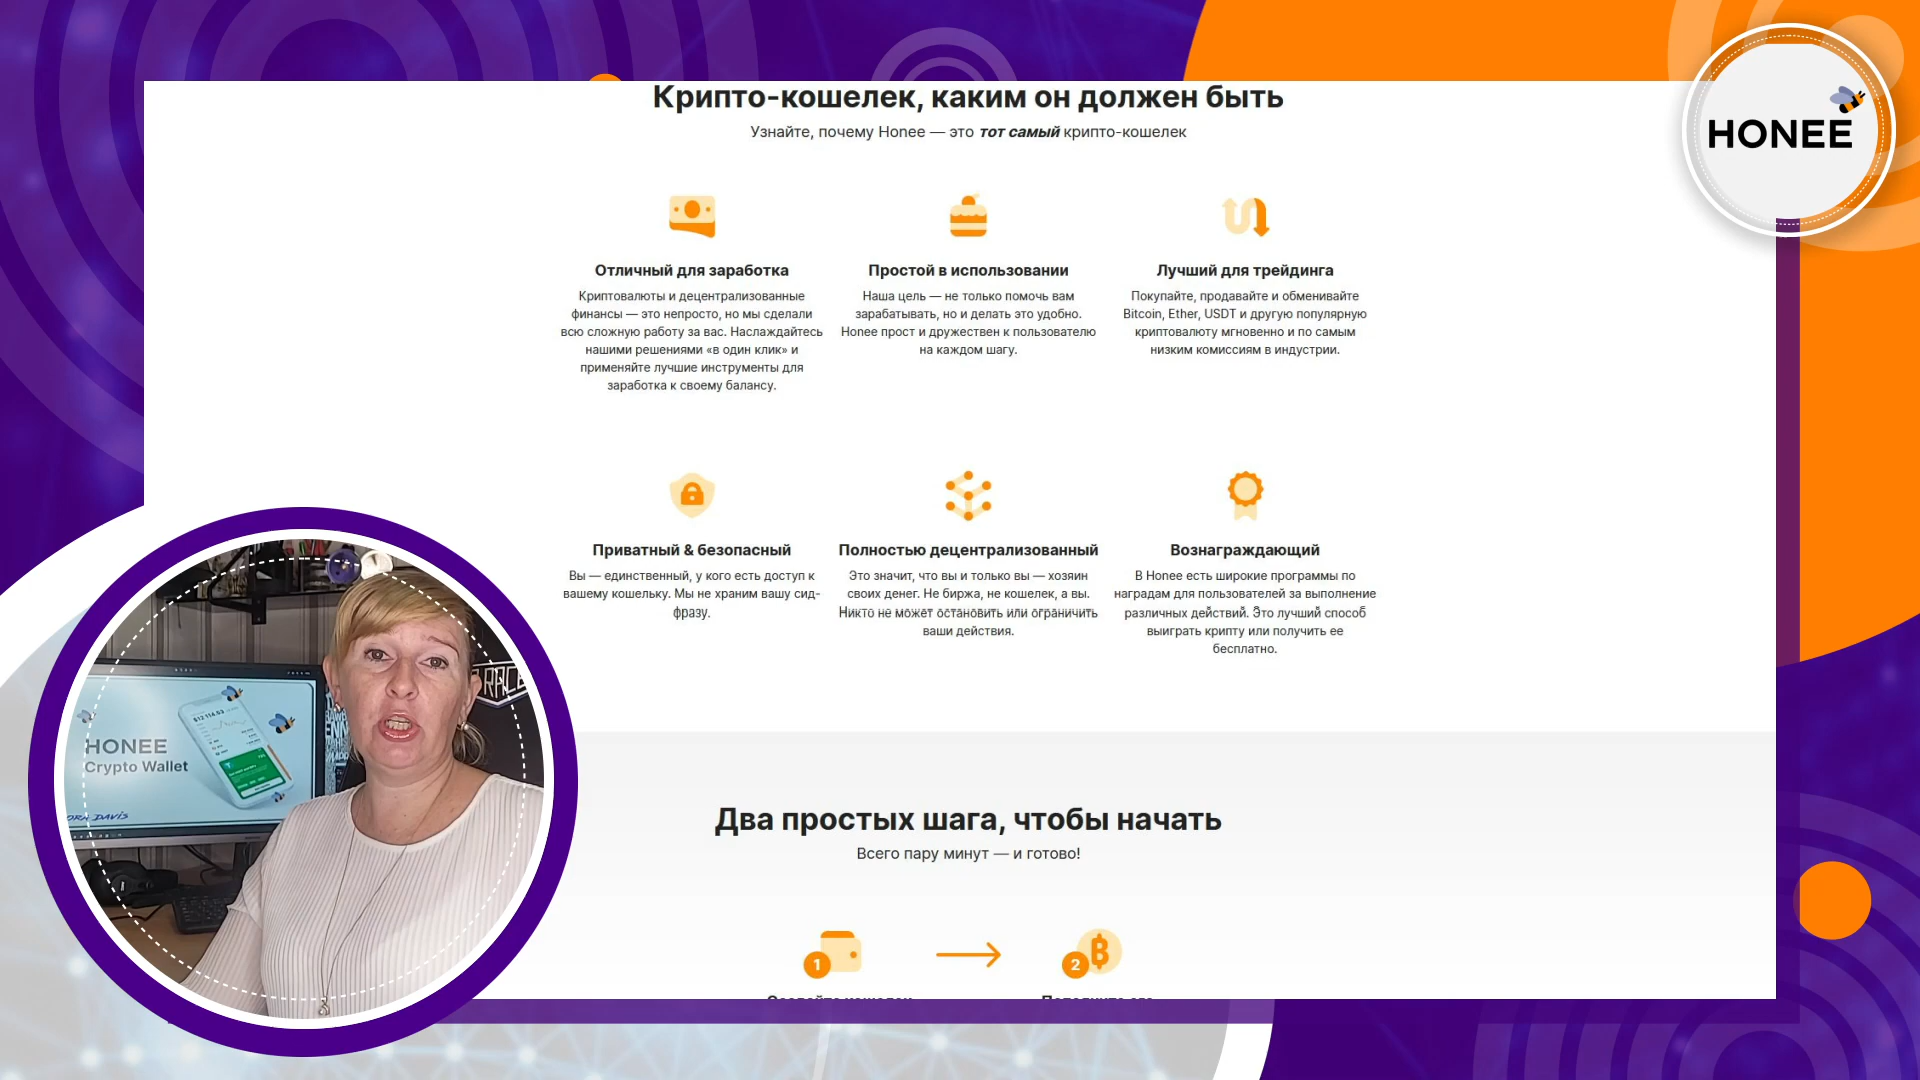 Крипто-кошелек, каким он должен быть
Узнайте, почему Honee — это тот самый крипто-кошелек
HONEE
Отличный для заработка
Криптовалюты и децентрализованные
финансы — это непросто, но мы сделали
всю сложную работу за вас. Наслаждайтесь
нашими решениями «в один клик» и
применяйте лучшие инструменты для
заработка к своему балансу.
Простой в использовании
Наша цель — не только помочь вам
зарабатывать, но и делать это удобно.
Honee прост и дружествен к пользователю
на каждом шагу.
Лучший для трейдинга
Покупайте, продавайте и обменивайте
Bitcoin, Ether, USDT и другую популярную
криптовалюту мгновенно и по самым
низким комиссиям в индустрии.
Приватный & безопасный
Вы — единственный, у кого есть доступ к
вашему кошельку. Мы не храним вашу сид-
фразу.
Полностью децентрализованный
Это значит, что вы и только вы — хозяин
своих денег. Не биржа, не кошелек, а вы.
Никто не может остановить или ограничить
ваши действия.
Вознаграждающий
В Honee есть широкие программы по
наградам для пользователей за выполнение
различных действий. Это лучший способ
выиграть крипту или получить ее
бесплатно.
HONEE
Crypto Wallet
DAVIS
Два простых шага, чтобы начать
Всего пару минут — и готово!
1
2